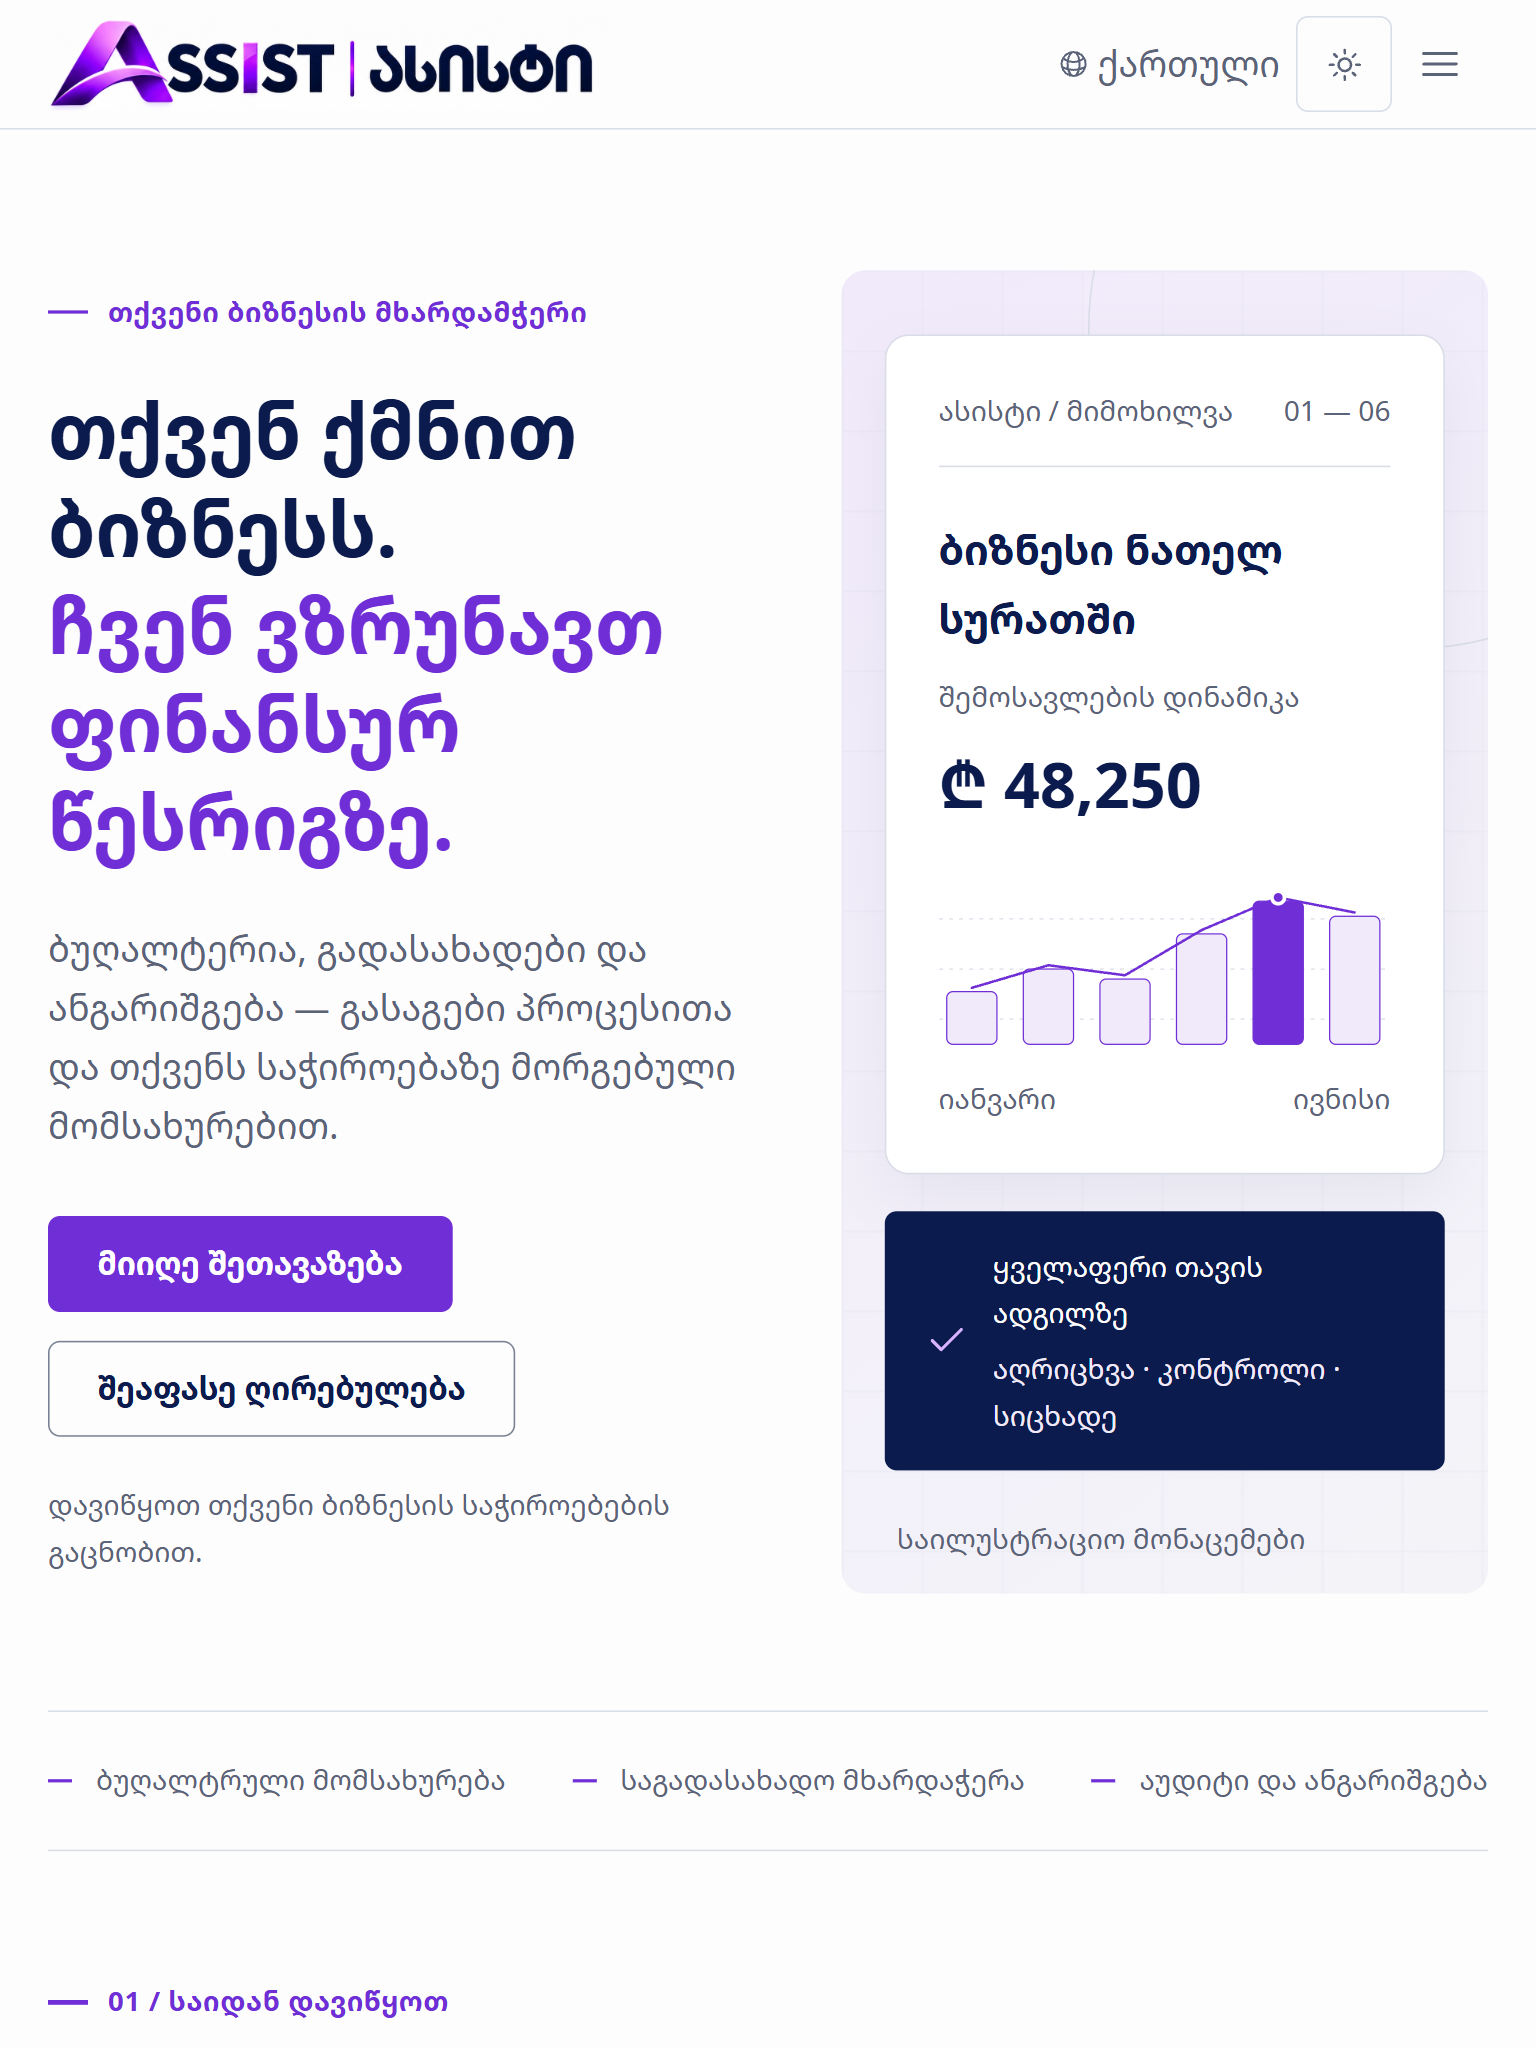 ASSIST | ასისტი
ქართული
თქვენი ბიზნესის მხარდამჭერი
თქვენ ქმნით
ბიზნესს.
ჩვენ ვზრუნავთ
ფინანსურ
წესრიგზე.
ბუღალტერია, გადასახადები და
ანგარიშგება — გასაგები პროცესითა
და თქვენს საჭიროებაზე მორგებული
მომსახურებით.
მიიღე შეთავაზება
შეაფასე ღირებულება
დავიწყოთ თქვენი ბიზნესის საჭიროებების
გაცნობით.
ასისტი / მიმოხილვა 01 — 06
ბიზნესი ნათელ
სურათში
შემოსავლების დინამიკა
₾ 48,250
იანვარი ივნისი
ყველაფერი თავის
ადგილზე
აღრიცხვა · კონტროლი ·
სიცხადე
საილუსტრაციო მონაცემები
ბუღალტრული მომსახურება
საგადასახადო მხარდაჭერა
აუდიტი და ანგარიშგება
01 / საიდან დავიწყოთ